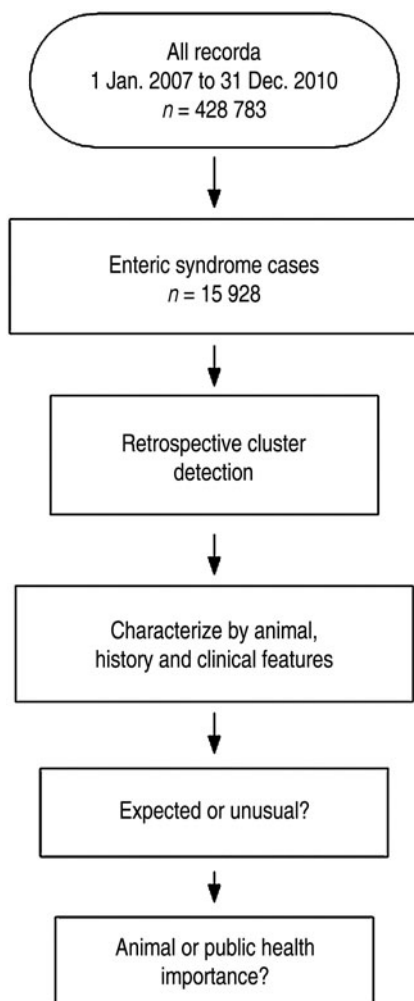 All recorda
1 Jan. 2007 to 31 Dec. 2010
n = 428 783
Enteric syndrome cases
n = 15 928
Retrospective cluster
detection
Characterize by animal,
history and clinical features
Expected or unusual?
Animal or public health
importance?